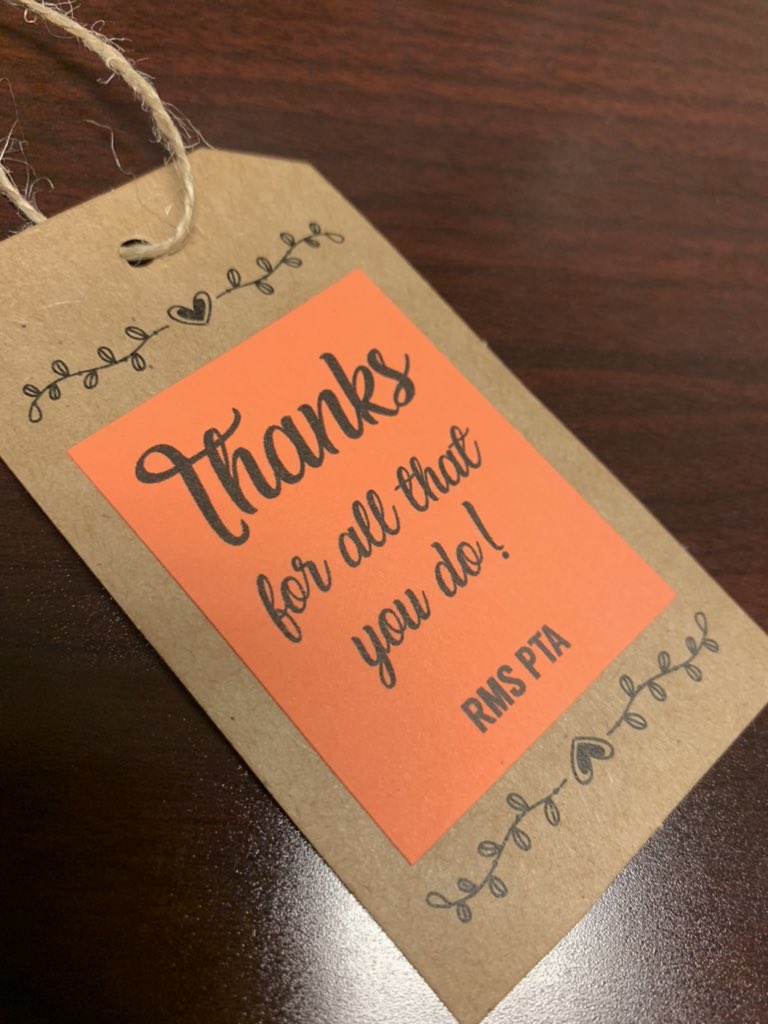 Thanks
for all that
you do!
RMS PTA